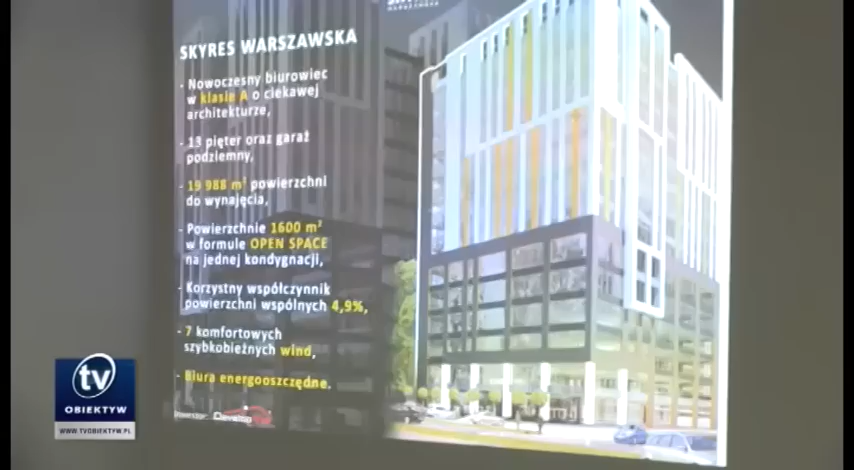 SKYRES WARSZAWSKA
- Nowoczesny biurowiec
w klasie A o ciekawej
architekturze,
- 13 pięter oraz garaż
podziemny,
- 19 988 m² powierzchni
do wynajęcia,
- Powierzchnie 1600 m²
w formule OPEN SPACE
na jednej kondygnacji,
- Korzystny współczynnik
powierzchni wspólnych 4,9%,
- 7 komfortowych
szybkobieżnych wind,
- Biura energooszczędne.
Inwestor:
tv
OBIEKTYW
WWW.TVOBIEKTYW.PL